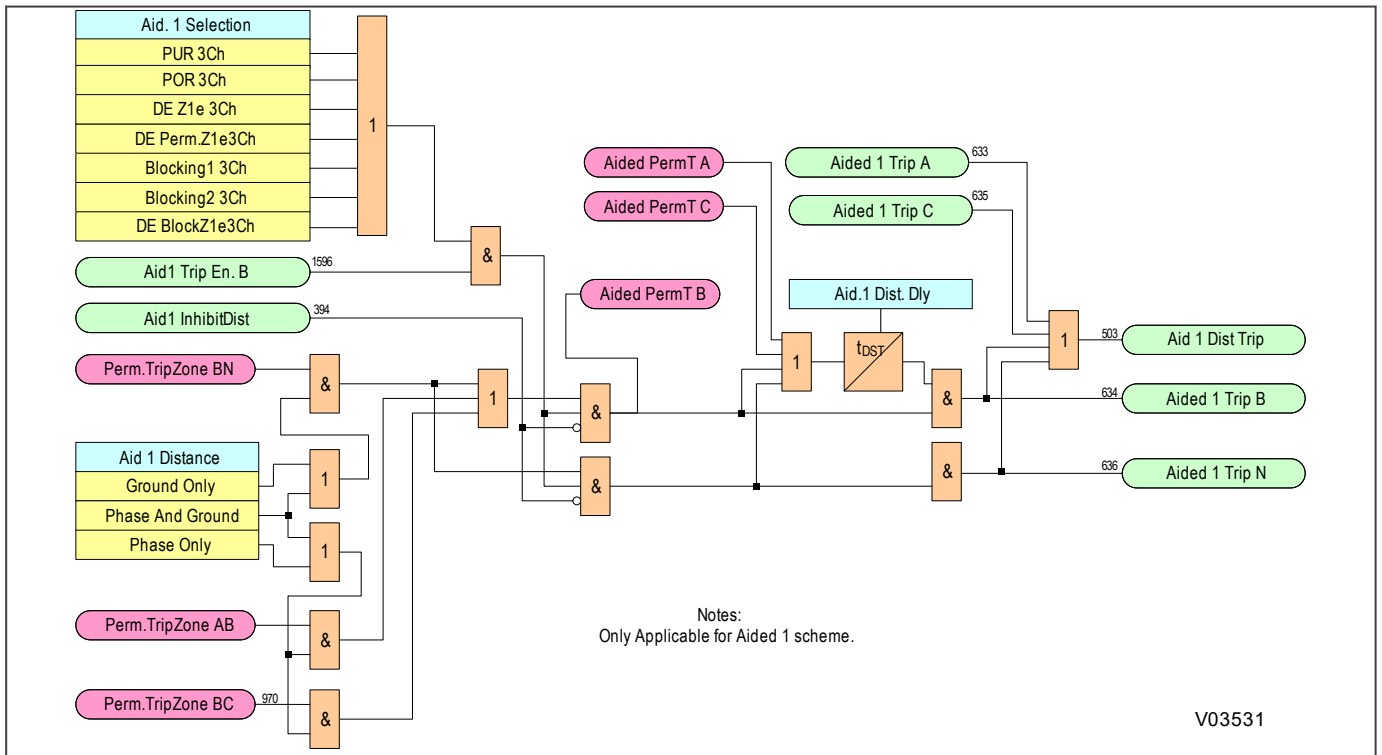 Aid. 1 Selection
PUR 3Ch
POR 3Ch
DE Z1e 3Ch
DE Perm.Z1e3Ch
Blocking1 3Ch
Blocking2 3Ch
DE BlockZ1e3Ch
1
Aid1 Trip En. B
1596
&
Aid1 InhibitDist
394
Perm.TripZone BN
&
1
&
&
Aid 1 Distance
Ground Only
Phase And Ground
Phase Only
1
1
Perm.TripZone AB
&
Perm.TripZone BC
970
&
Aided PermT A
Aided PermT C
Aided PermT B
Aided 1 Trip A
633
Aided 1 Trip C
635
Aid.1 Dist. Dly
1
tDST
&
&
1
503
Aid 1 Dist Trip
634
Aided 1 Trip B
636
Aided 1 Trip N
Notes:
Only Applicable for Aided 1 scheme.
V03531